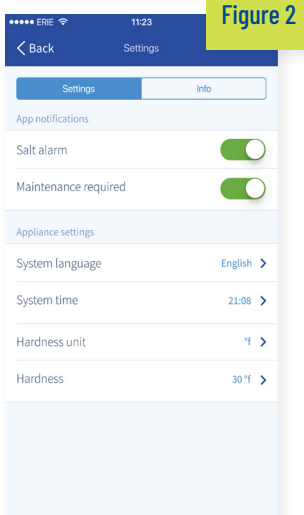 Figure 2
●●●●● ERIE 11:23
Back Settings
Settings Info
App notifications
Salt alarm
Maintenance required
Appliance settings
System language English
System time 21:08
Hardness unit °f
Hardness 30 °f